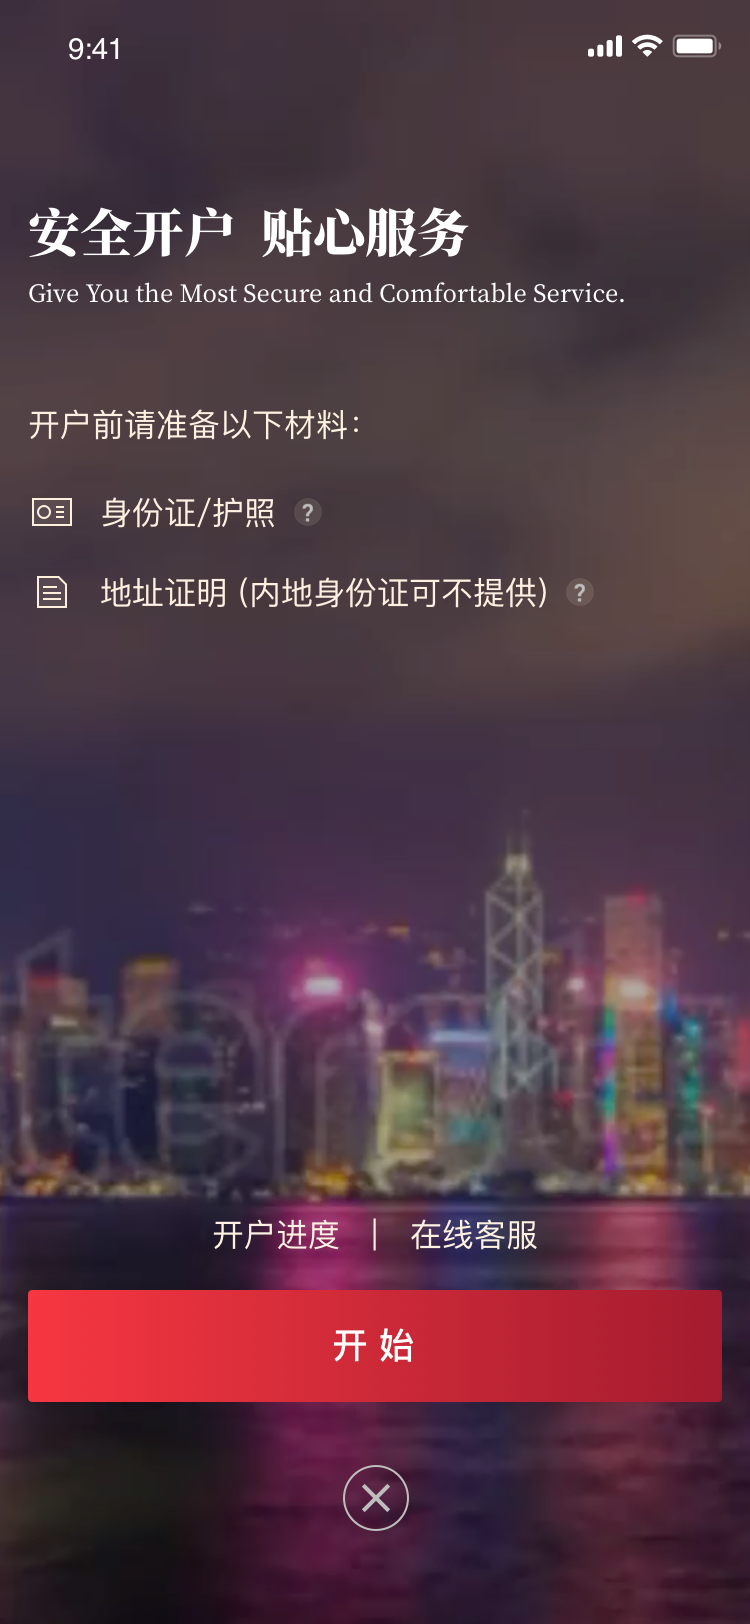 9:41
安全开户 贴心服务
Give You the Most Secure and Comfortable Service.
开户前请准备以下材料：
身份证/护照 ?
地址证明 (内地身份证可不提供) ?
开户进度 | 在线客服
开 始